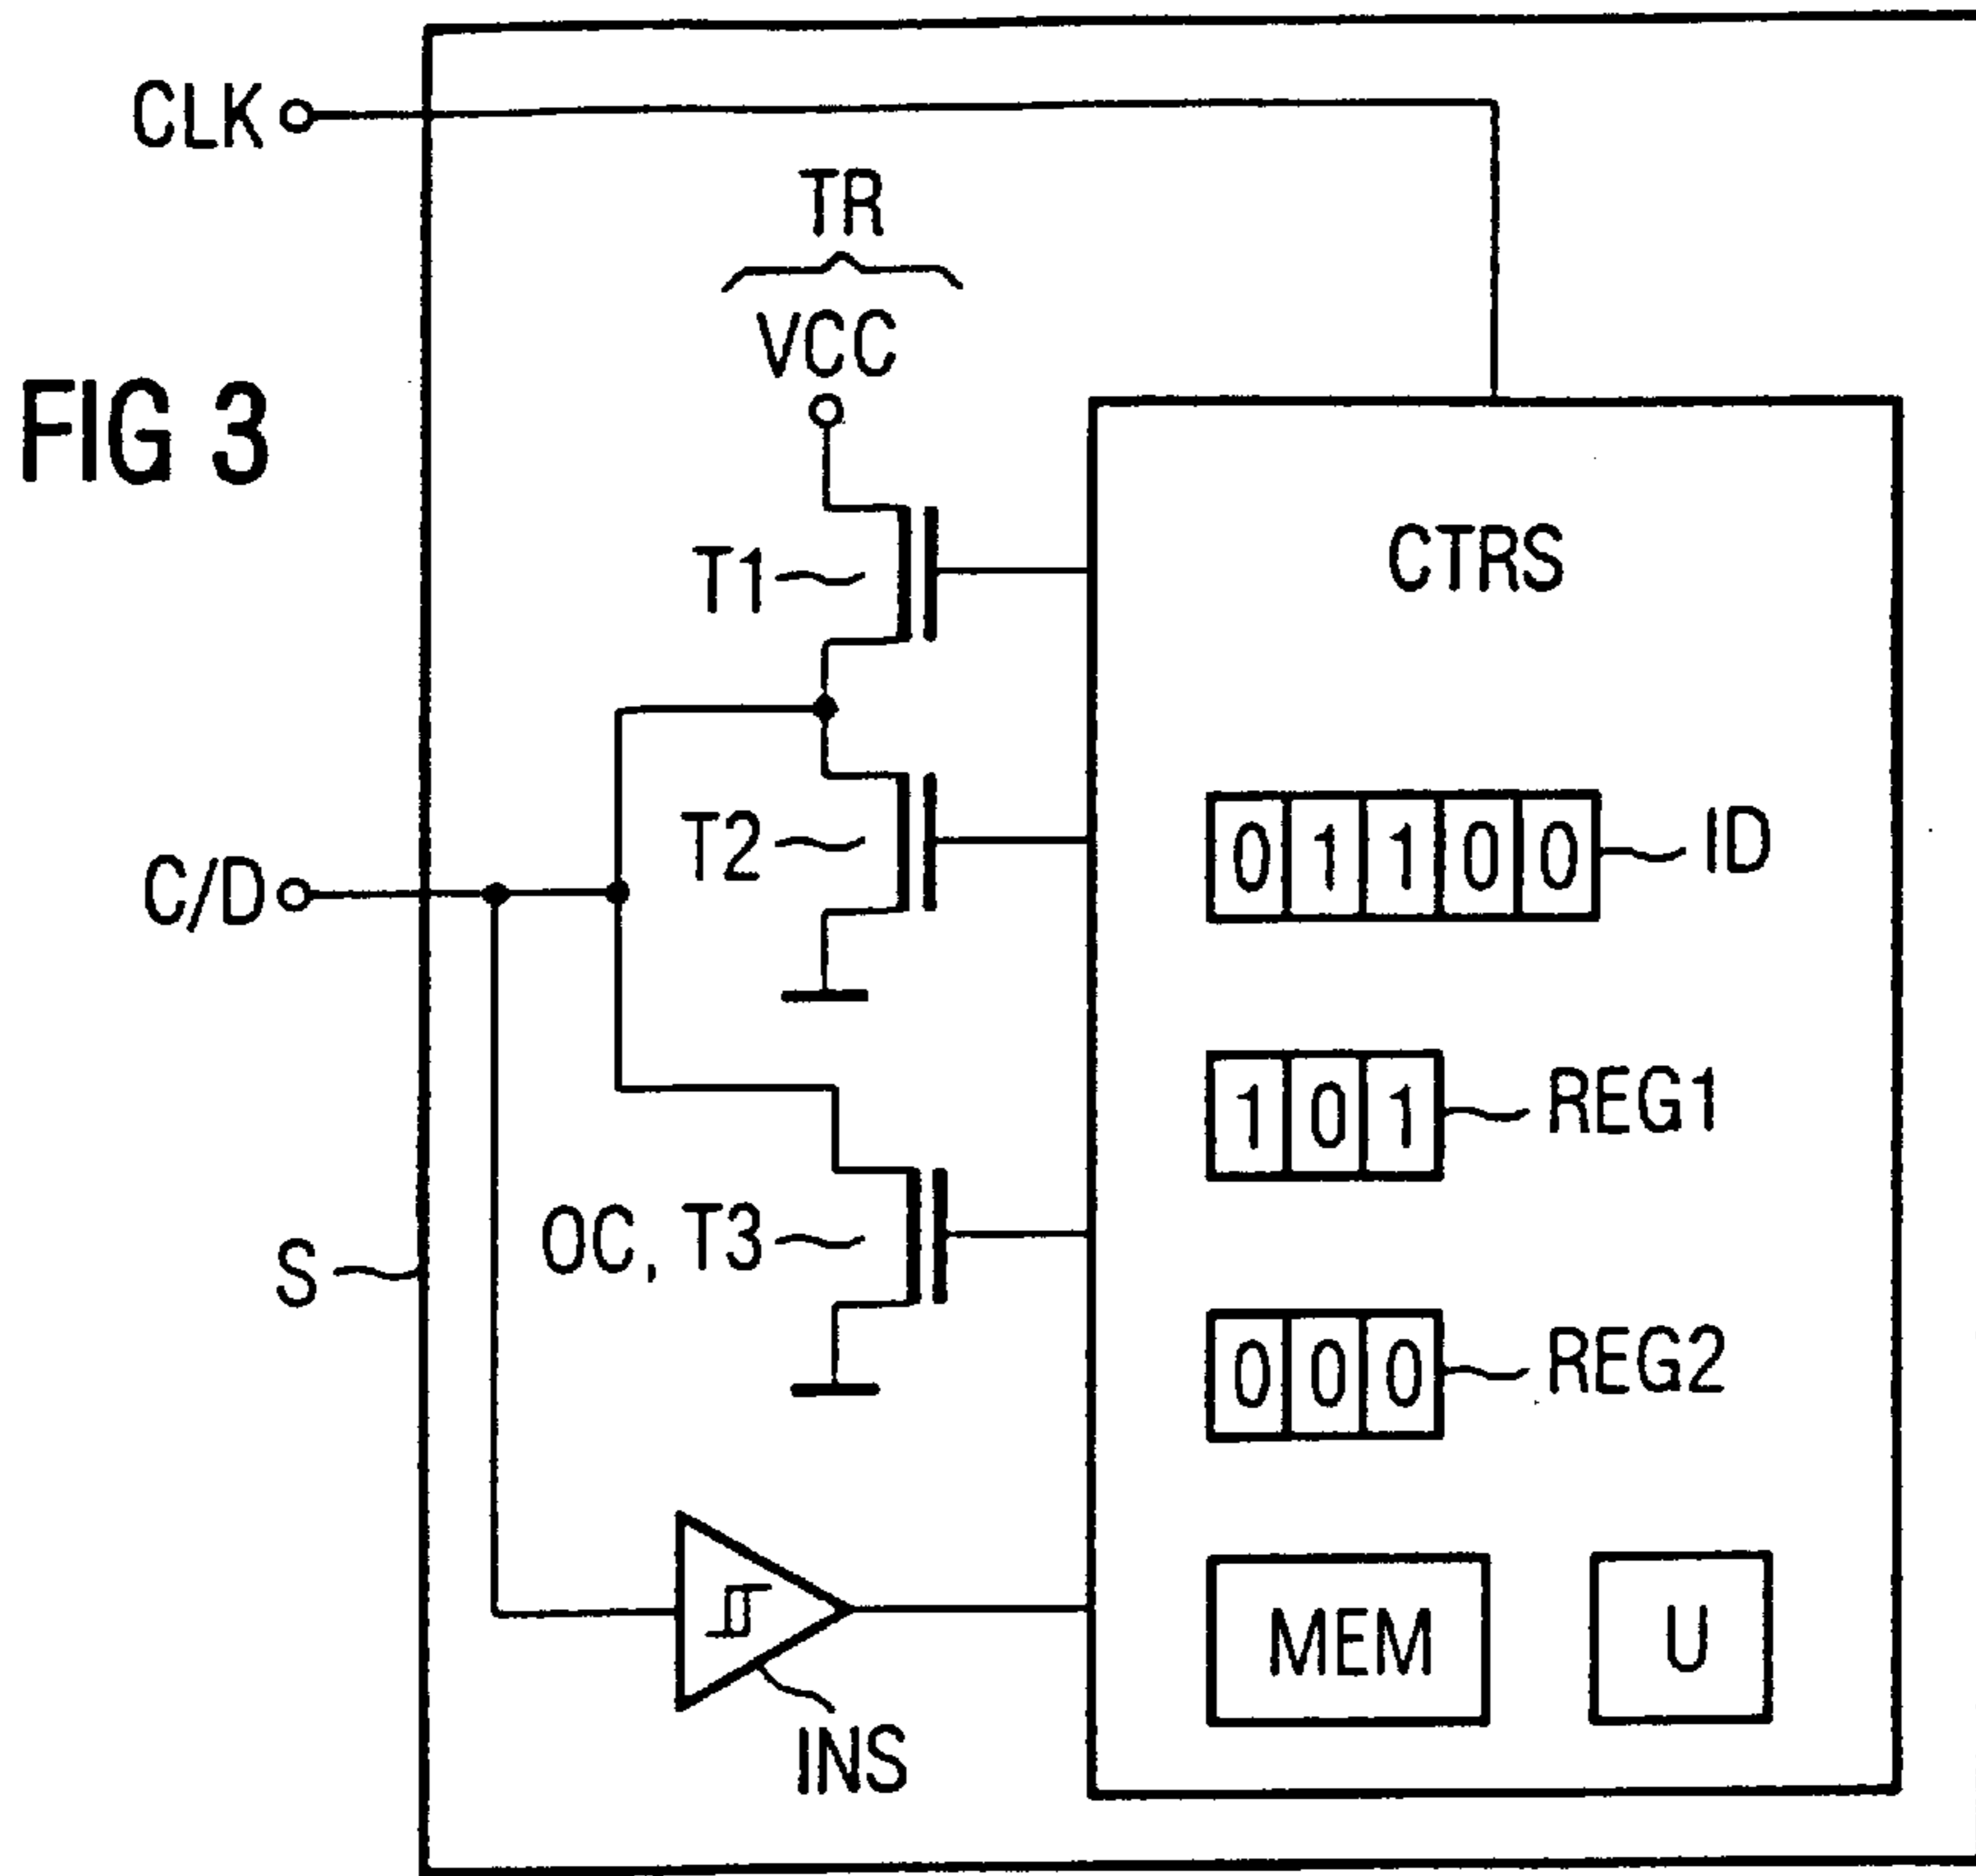 CLK
TR
VCC
FIG 3
CTRS
T1
T2
0 1 1 0 0 ID
C/D
1 0 1 REG1
OC, T3
S
0 0 0 REG2
MEM
U
INS